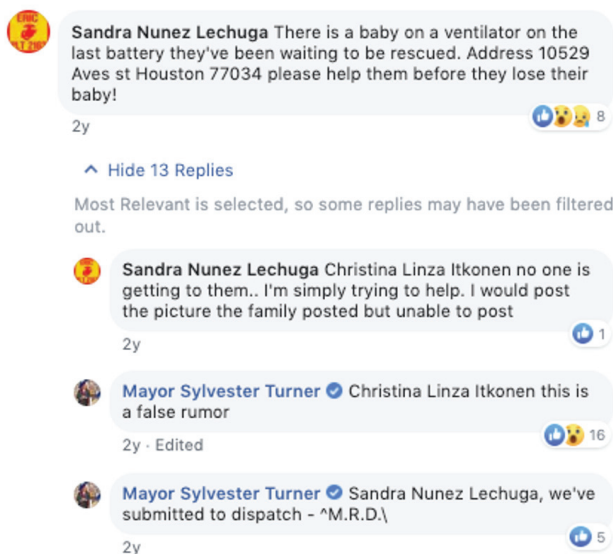 Sandra Nunez Lechuga There is a baby on a ventilator on the
last battery they've been waiting to be rescued. Address 10529
Aves st Houston 77034 please help them before they lose their
baby!
8
2y
Hide 13 Replies
Most Relevant is selected, so some replies may have been filtered
out.
Sandra Nunez Lechuga Christina Linza Itkonen no one is
getting to them.. I'm simply trying to help. I would post
the picture the family posted but unable to post
1
2y
Mayor Sylvester Turner Christina Linza Itkonen this is
a false rumor
16
2y · Edited
Mayor Sylvester Turner Sandra Nunez Lechuga, we've
submitted to dispatch - ^M.R.D.\
5
2y